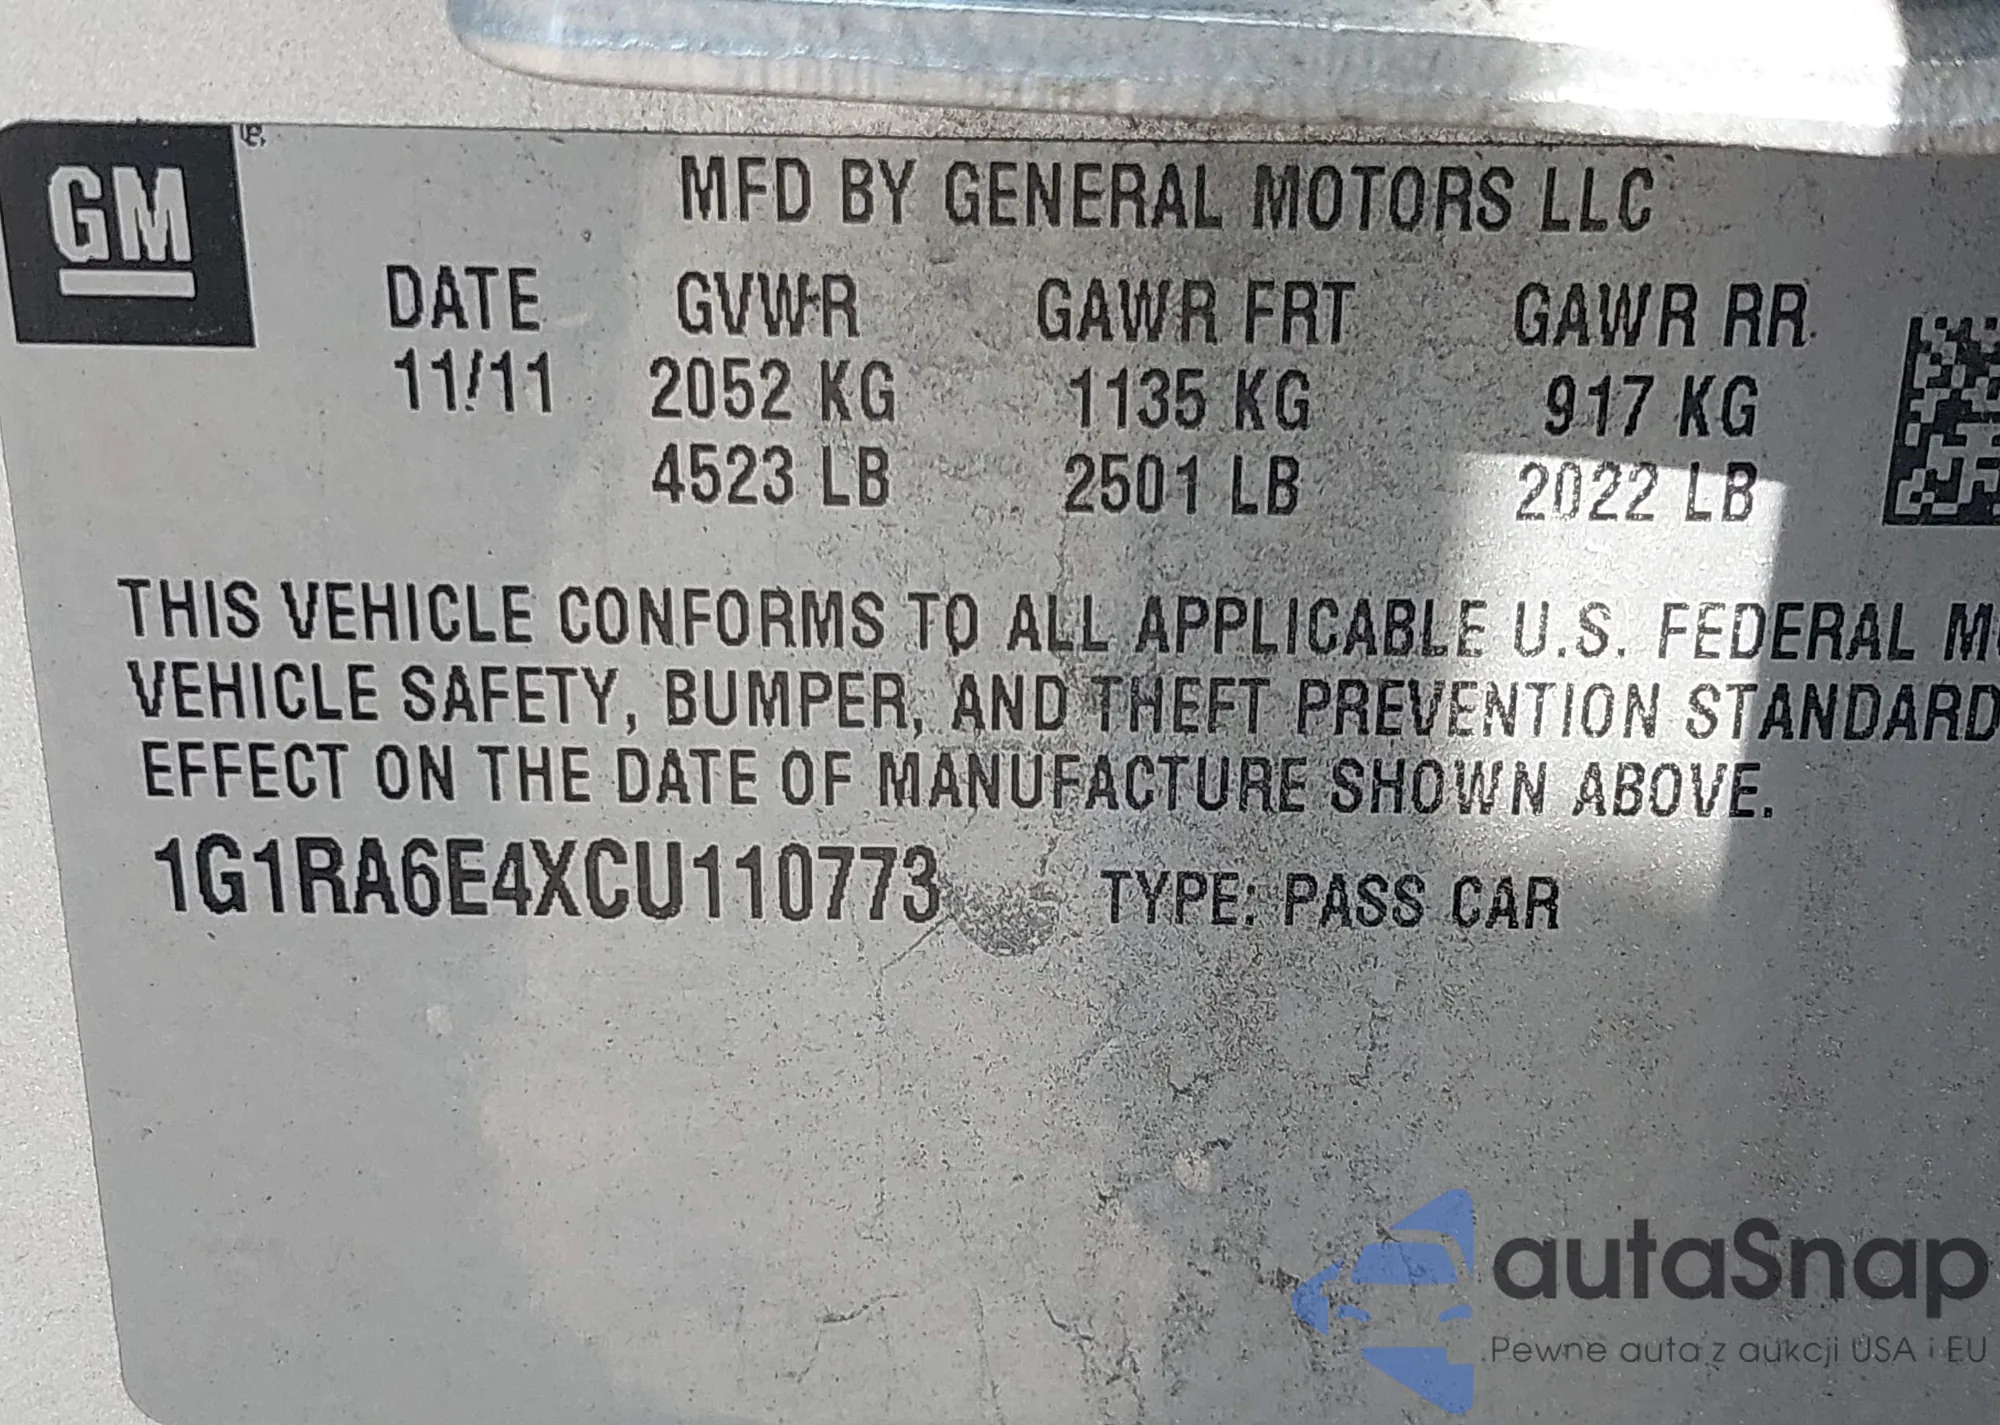 GM
MFD BY GENERAL MOTORS LLC
DATE GVWR GAWR FRT GAWR RR
11/11 2052 KG 1135 KG 917 KG
4523 LB 2501 LB 2022 LB
THIS VEHICLE CONFORMS TO ALL APPLICABLE U.S. FEDERAL
VEHICLE SAFETY, BUMPER, AND THEFT PREVENTION STANDARD
EFFECT ON THE DATE OF MANUFACTURE SHOWN ABOVE.
1G1RA6E4XCU110773 TYPE: PASS CAR
autaSnap
Pewne auta z aukcji USA i EU